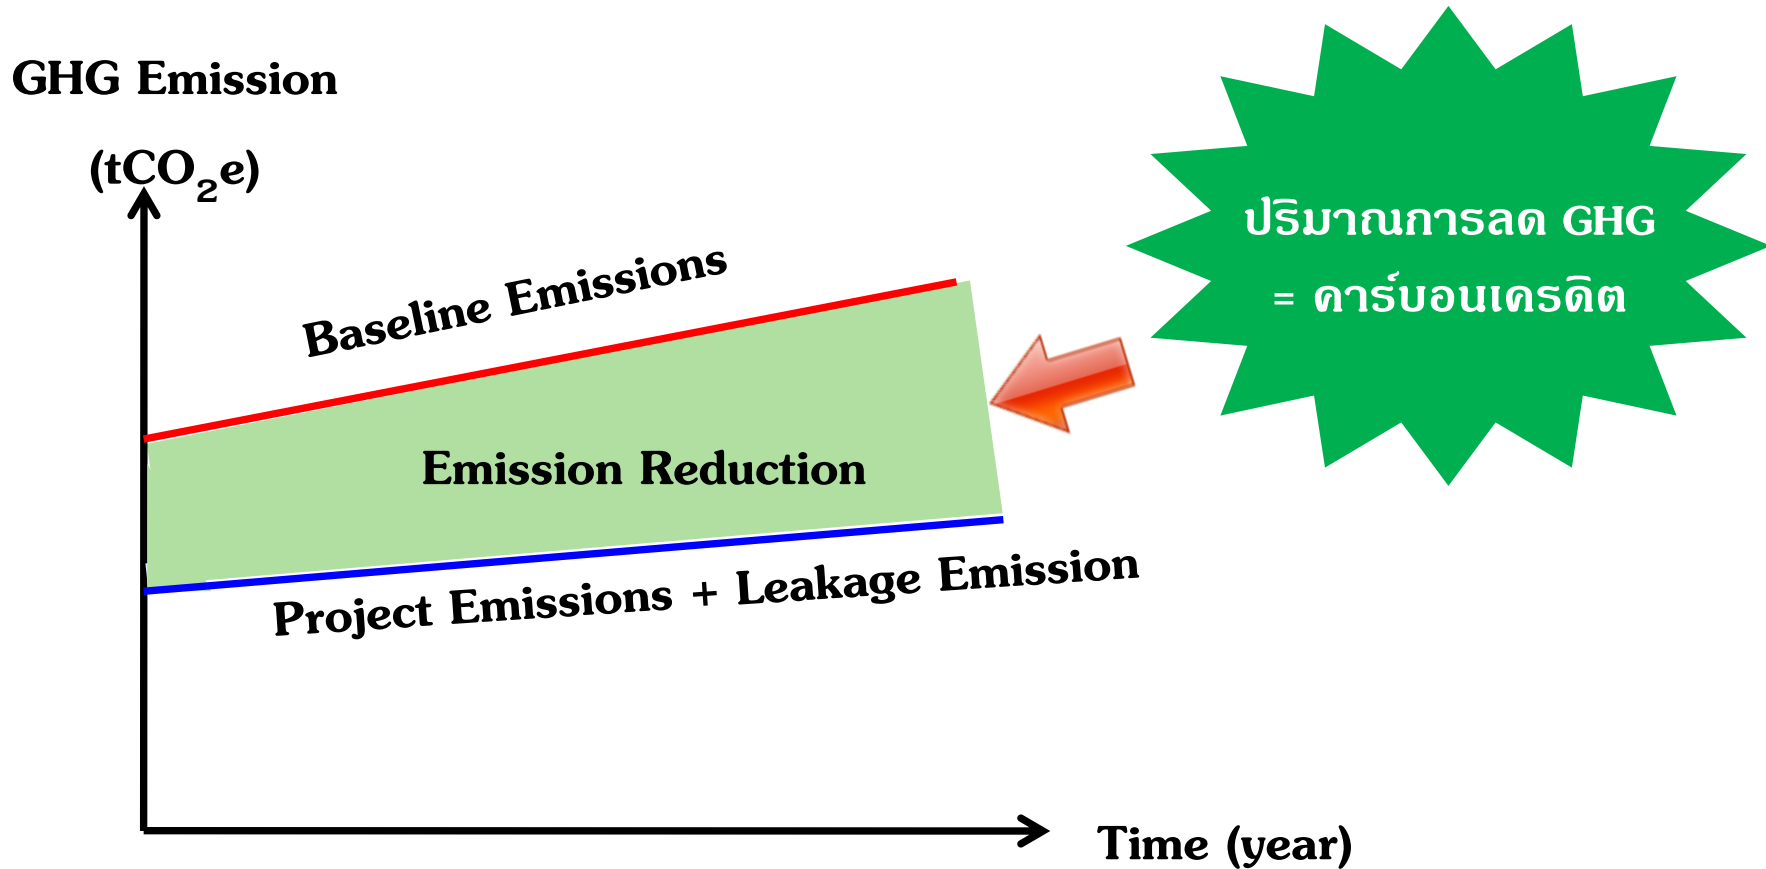 GHG Emission
(tCO₂e)
ปริมาณการลด GHG
= คาร์บอนเครดิต
Baseline Emissions
Emission Reduction
Project Emissions + Leakage Emission
Time (year)